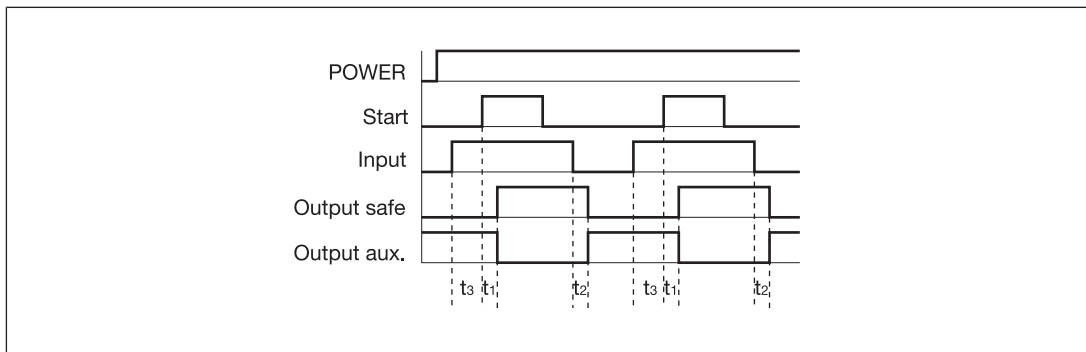 POWER
Start
Input
Output safe
Output aux.
t3 t1 t2 t3 t1 t2